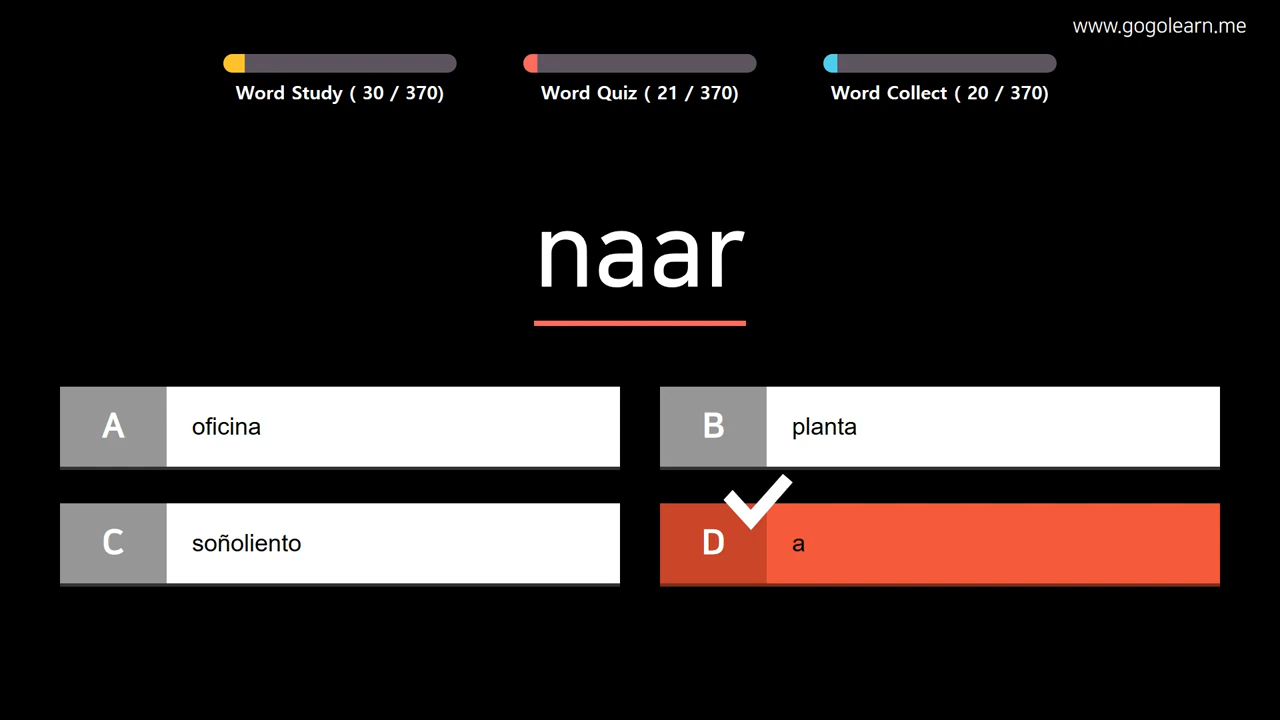 www.gogolearn.me
Word Study ( 30 / 370)
Word Quiz ( 21 / 370)
Word Collect ( 20 / 370)
naar
A oficina
B planta
C soñoliento
D a